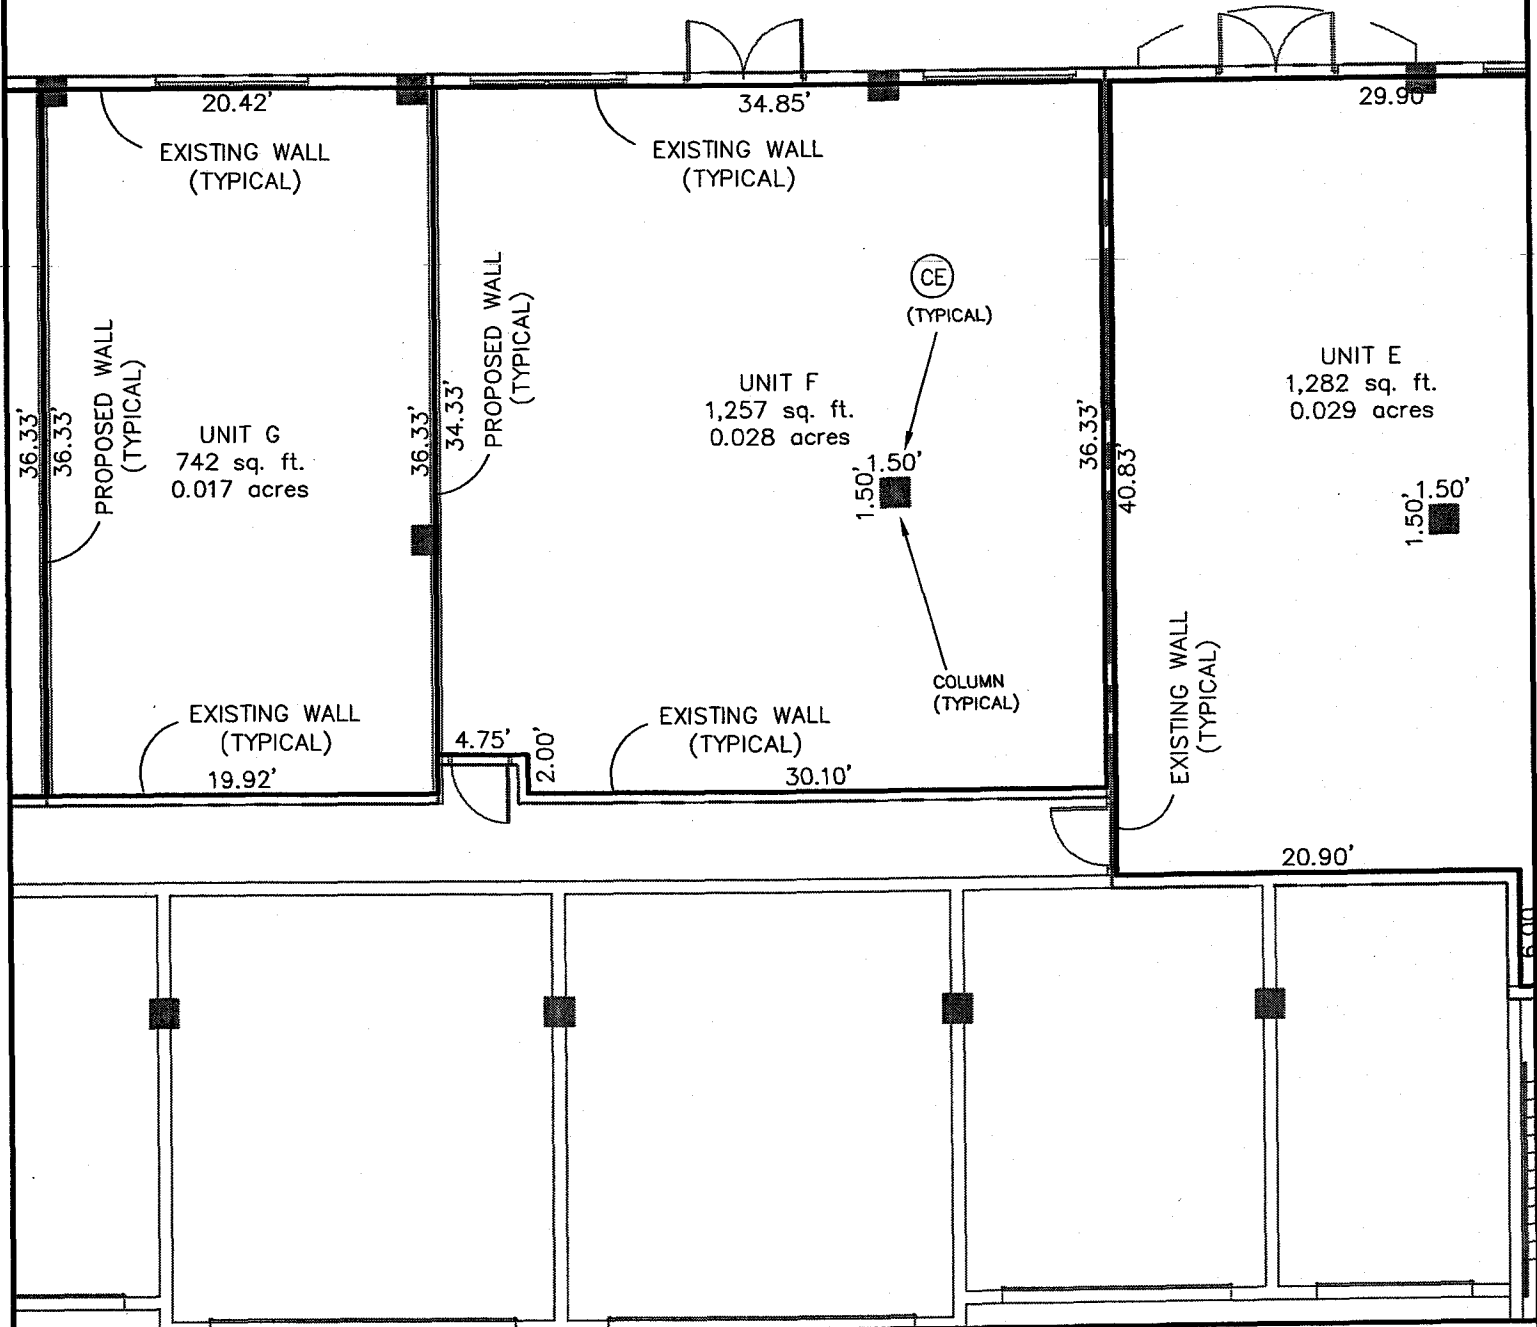 20.42'
34.85'
29.90
EXISTING WALL
(TYPICAL)
EXISTING WALL
(TYPICAL)
CE
(TYPICAL)
PROPOSED WALL
(TYPICAL)
PROPOSED WALL
(TYPICAL)
36.33'
36.33'
UNIT G
742 sq. ft.
0.017 acres
36.33'
34.33'
UNIT F
1,257 sq. ft.
0.028 acres
1.50'
1.50'
36.33'
40.83'
UNIT E
1,282 sq. ft.
0.029 acres
1.50'
1.50'
COLUMN
(TYPICAL)
EXISTING WALL
(TYPICAL)
EXISTING WALL
(TYPICAL)
EXISTING WALL
(TYPICAL)
19.92'
4.75'
2.00'
30.10'
20.90'
6.00